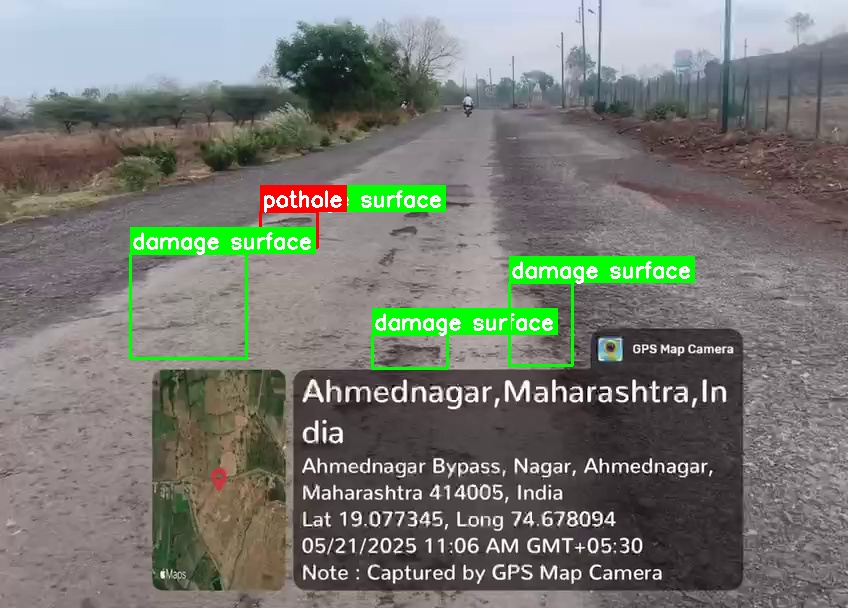 pothole surface
damage surface
damage surface
damage surface
GPS Map Camera
Ahmednagar,Maharashtra,In
dia
Ahmednagar Bypass, Nagar, Ahmednagar,
Maharashtra 414005, India
Lat 19.077345, Long 74.678094
05/21/2025 11:06 AM GMT+05:30
Note : Captured by GPS Map Camera
Maps